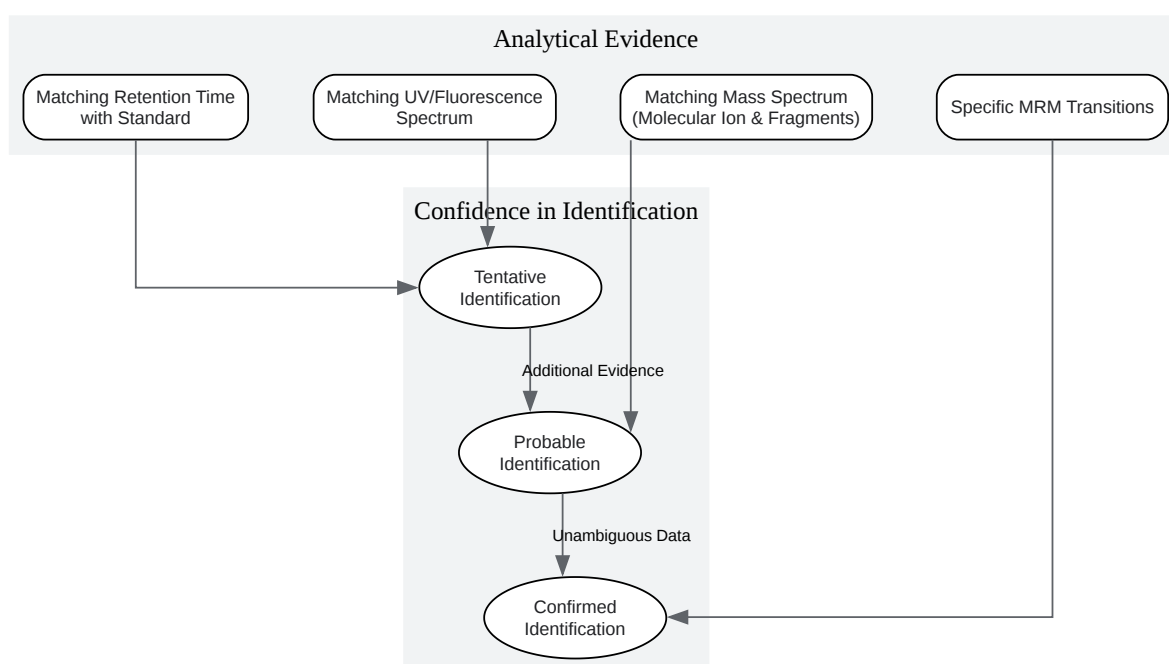 Analytical Evidence
Matching Retention Time
with Standard
Matching UV/Fluorescence
Spectrum
Matching Mass Spectrum
(Molecular Ion & Fragments)
Specific MRM Transitions
Confidence in Identification
Tentative
Identification
Additional Evidence
Probable
Identification
Unambiguous Data
Confirmed
Identification